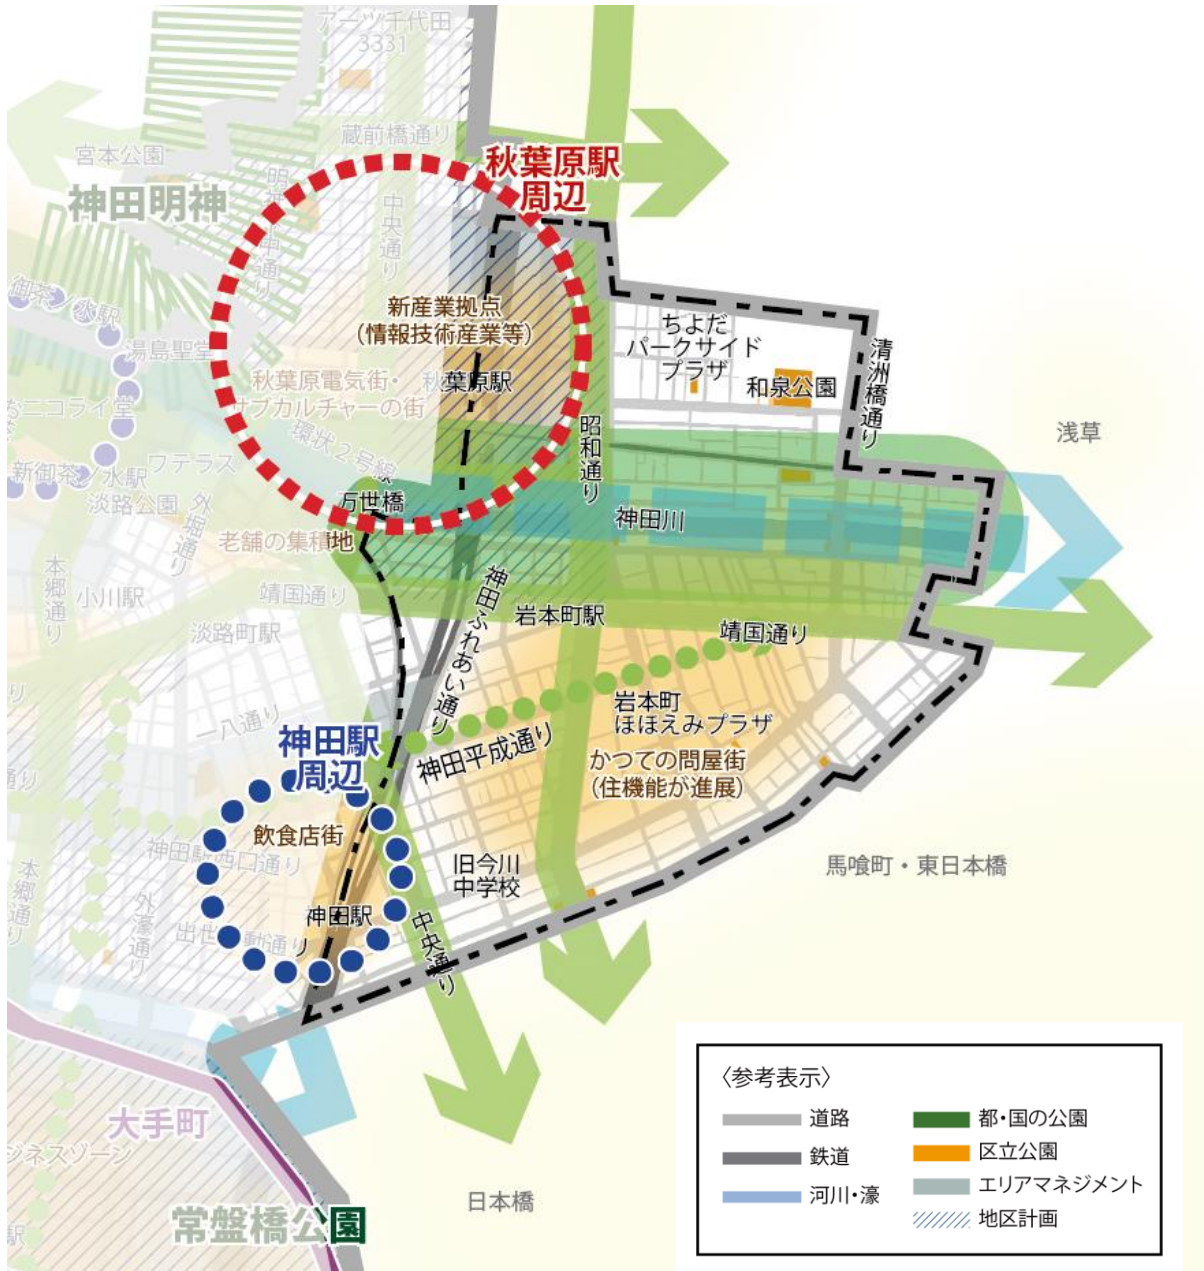 アーツ千代田
3331
蔵前橋通り
宮本公園
神田明神
秋葉原駅
周辺
中央通り
新産業拠点
（情報技術産業等）
御茶ノ水駅
湯島聖堂
秋葉原電気街・
サブカルチャーの街
秋葉原駅
ちよだ
パークサイド
プラザ
和泉公園
清洲橋通り
浅草
昭和通り
ニコライ堂
環状２号線
新御茶ノ水駅
ワテラス
淡路公園
外堀通り
万世橋
神田川
老舗の集積地
本郷通り
小川駅
靖国通り
淡路町駅
神田ふれあい通り
岩本町駅
靖国通り
一八通り
岩本町
ほほえみプラザ
神田平成通り
かつての問屋街
（住機能が進展）
神田駅
周辺
飲食店街
神田駅西口通り
旧今川
中学校
馬喰町・東日本橋
本郷通り
外濠通り
神田駅
中央通り
大手町
ジネスゾーン
日本橋
常盤橋公園
〈参考表示〉
道路
鉄道
河川・濠
都・国の公園
区立公園
エリアマネジメント
地区計画